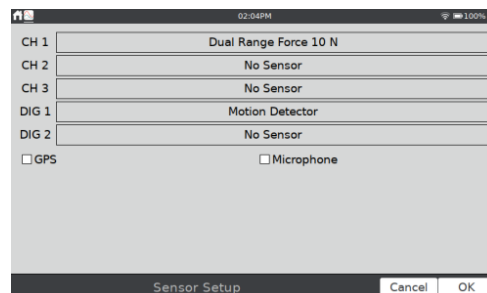 02:04PM 100%
CH 1 Dual Range Force 10 N
CH 2 No Sensor
CH 3 No Sensor
DIG 1 Motion Detector
DIG 2 No Sensor
GPS Microphone
Sensor Setup Cancel OK